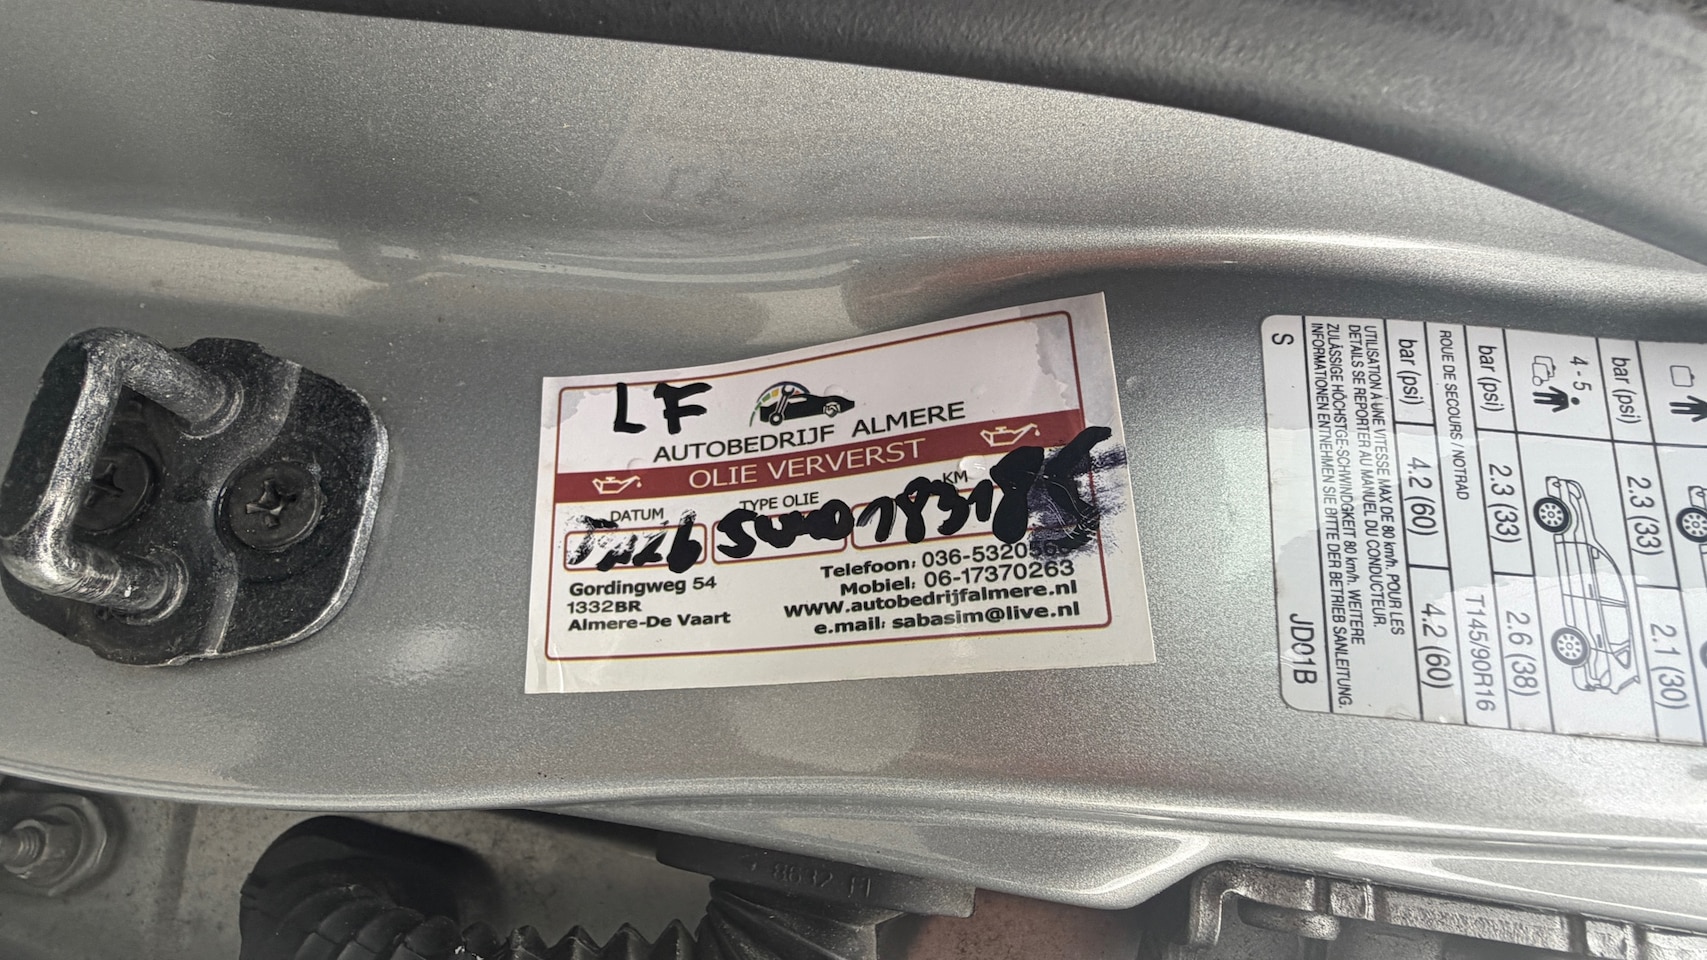 LF
AUTOBEDRIJF ALMERE
OLIE VERVERST
DATUM
TYPE OLIE
KM
Gordingweg 54
1332BR
Almere-De Vaart
Telefoon: 036-5320
Mobiel: 06-17370263
www.autobedrijfalmere.nl
e.mail: sabasim@live.nl
4 - 5
bar (psi) 2.3 (33) 2.1 (30)
bar (psi) 2.3 (33) 2.6 (38)
ROUE DE SECOURS / NOTRAD T145/90R16
bar (psi) 4.2 (60) 4.2 (60)
UTILISATION A UNE VITESSE MAX DE 80 km/h. POUR LES
DETAILS SE REPORTER AU MANUEL DU CONDUCTEUR.
ZULÄSSIGE HÖCHSTGE-SCHWINDIGKEIT 80 km/h. WEITERE
INFORMATIONEN ENTNEHMEN SIE BITTE DER BETRIEB SANLEITUNG.
S JD01B